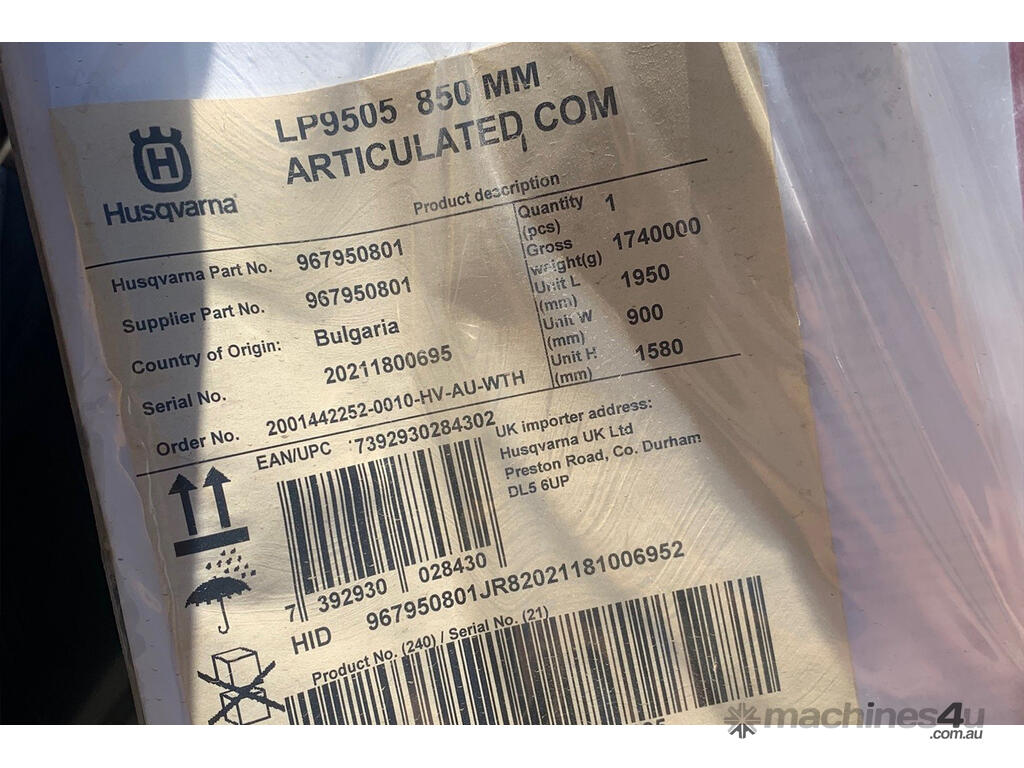 LP9505 850 MM
ARTICULATED COM
H
Husqvarna
Product description
Husqvarna Part No. 967950801
Supplier Part No. 967950801
Country of Origin: Bulgaria
Serial No. 20211800695
Order No. 2001442252-0010-HV-AU-WTH
Quantity (pcs) 1
Gross weight(g) 1740000
Unit L (mm) 1950
Unit W (mm) 900
Unit H (mm) 1580
EAN/UPC 7392930284302
UK importer address:
Husqvarna UK Ltd
Preston Road, Co. Durham
DL5 6UP
7 392930 028430
HID 967950801JR82021181006952
Product No. (240) / Serial No. (21)
machines4u
.com.au